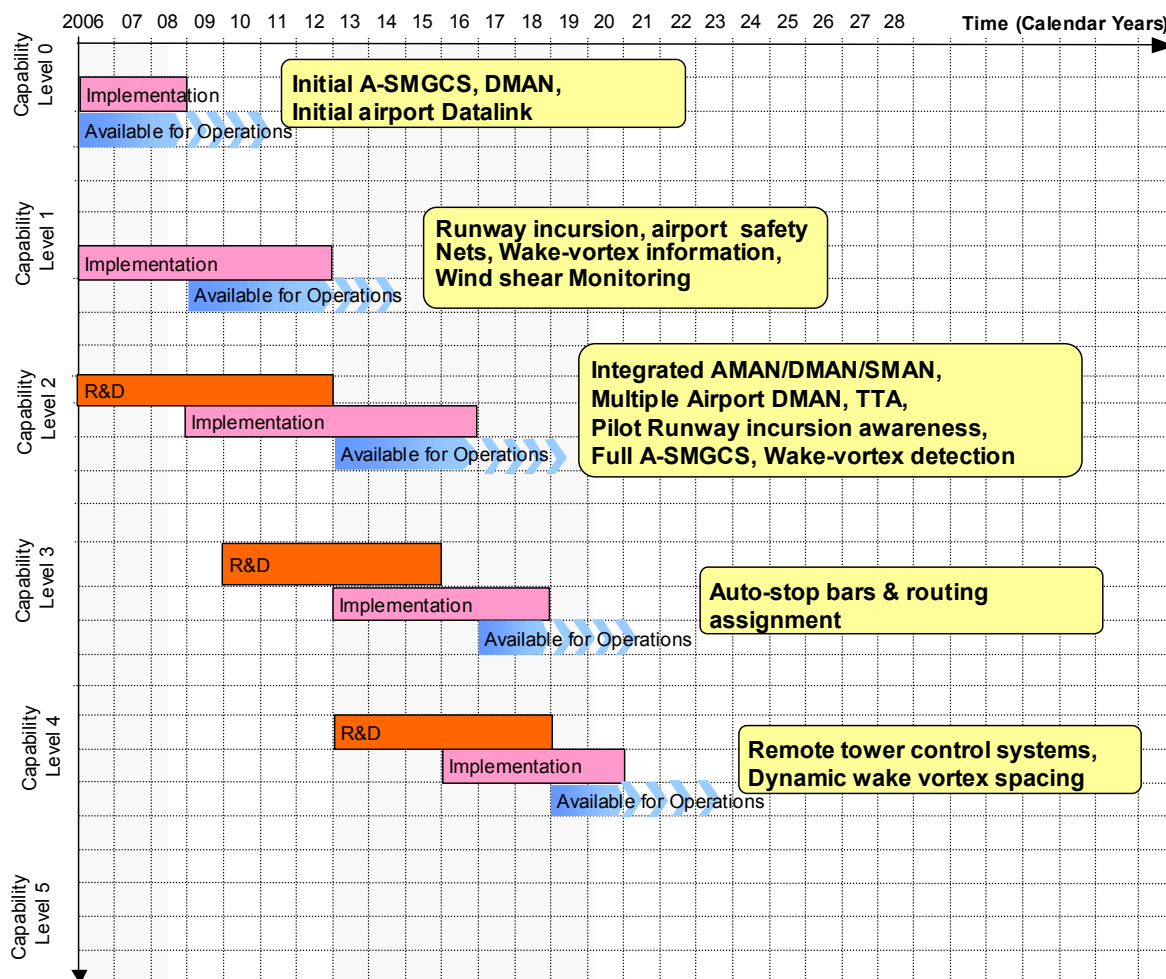 2006 07 08 09 10 11 12 13 14 15 16 17 18 19 20 21 22 23 24 25 26 27 28 Time (Calendar Years)
Capability
Level 0
Implementation
Available for Operations
Initial A-SMGCS, DMAN,
Initial airport Datalink
Capability
Level 1
Implementation
Available for Operations
Runway incursion, airport safety
Nets, Wake-vortex information,
Wind shear Monitoring
Capability
Level 2
R&D
Implementation
Available for Operations
Integrated AMAN/DMAN/SMAN,
Multiple Airport DMAN, TTA,
Pilot Runway incursion awareness,
Full A-SMGCS, Wake-vortex detection
Capability
Level 3
R&D
Implementation
Available for Operations
Auto-stop bars & routing
assignment
Capability
Level 4
R&D
Implementation
Available for Operations
Remote tower control systems,
Dynamic wake vortex spacing
Capability
Level 5